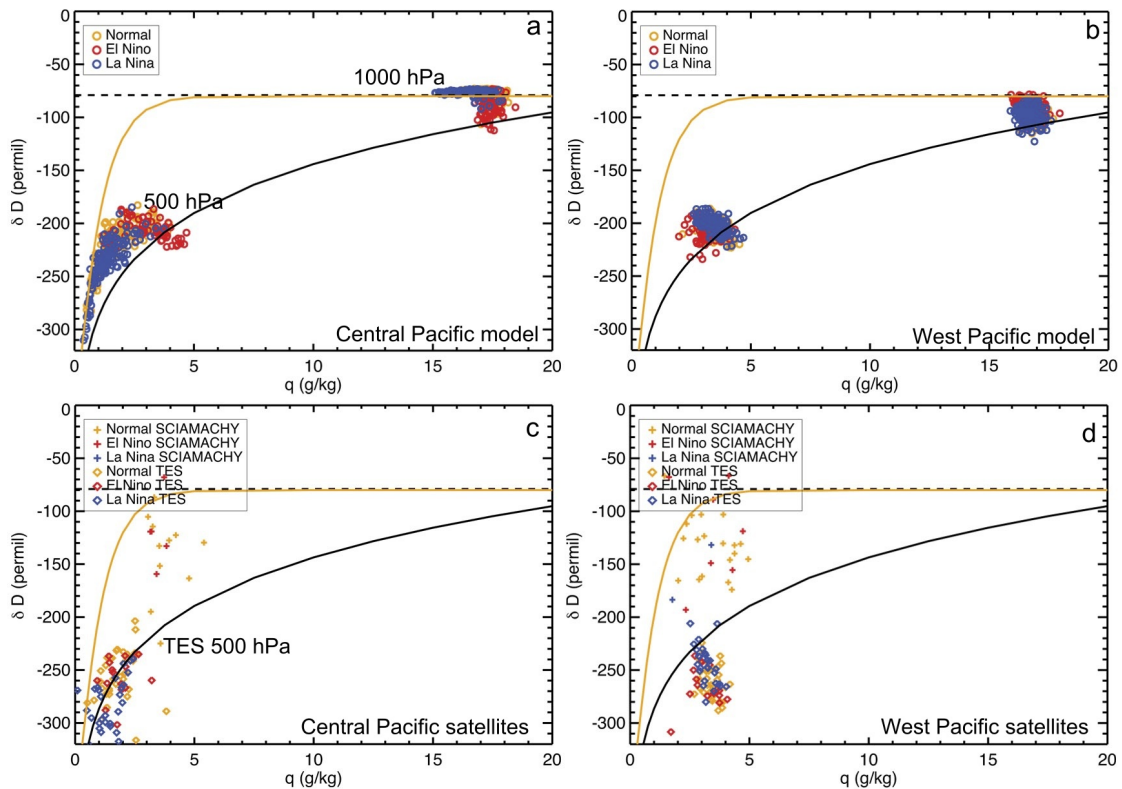 a
Normal
El Nino
La Nina
1000 hPa
500 hPa
Central Pacific model
δ D (permil)
0
-50
-100
-150
-200
-250
-300
0
5
10
15
20
q (g/kg)
b
Normal
El Nino
La Nina
West Pacific model
δ D (permil)
0
-50
-100
-150
-200
-250
-300
0
5
10
15
20
q (g/kg)
c
Normal SCIAMACHY
El Nino SCIAMACHY
La Nina SCIAMACHY
Normal TES
ElNino TES
La Nina TES
TES 500 hPa
Central Pacific satellites
δ D (permil)
0
-100
-150
-200
-250
-300
0
5
10
15
20
q (g/kg)
d
Normal SCIAMACHY
El Nino SCIAMACHY
La Nina SCIAMACHY
Normal TES
ElNino TES
La Nina TES
West Pacific satellites
δ D (permil)
0
-50
-100
-150
-200
-250
-300
0
5
10
15
20
q (g/kg)